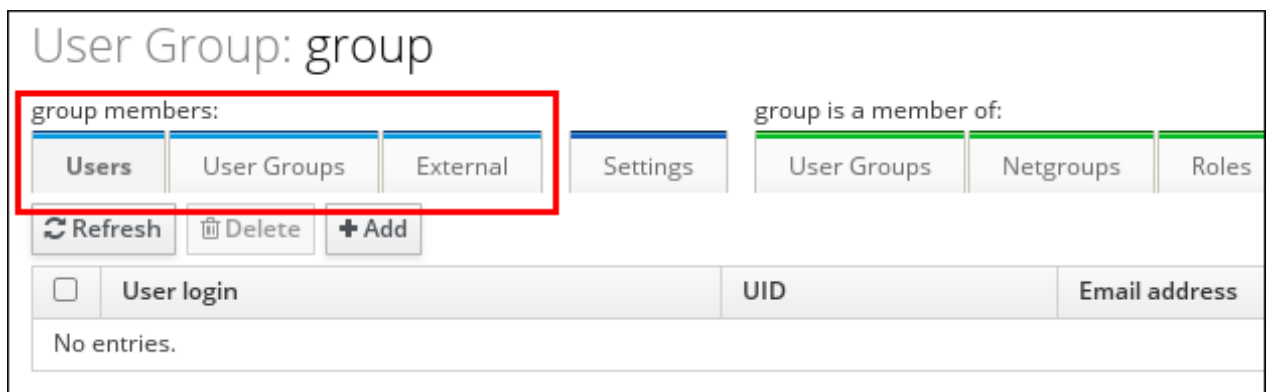 User Group: group
group members: group is a member of:
Users User Groups External Settings User Groups Netgroups Roles
Refresh Delete Add
User login UID Email address
No entries.